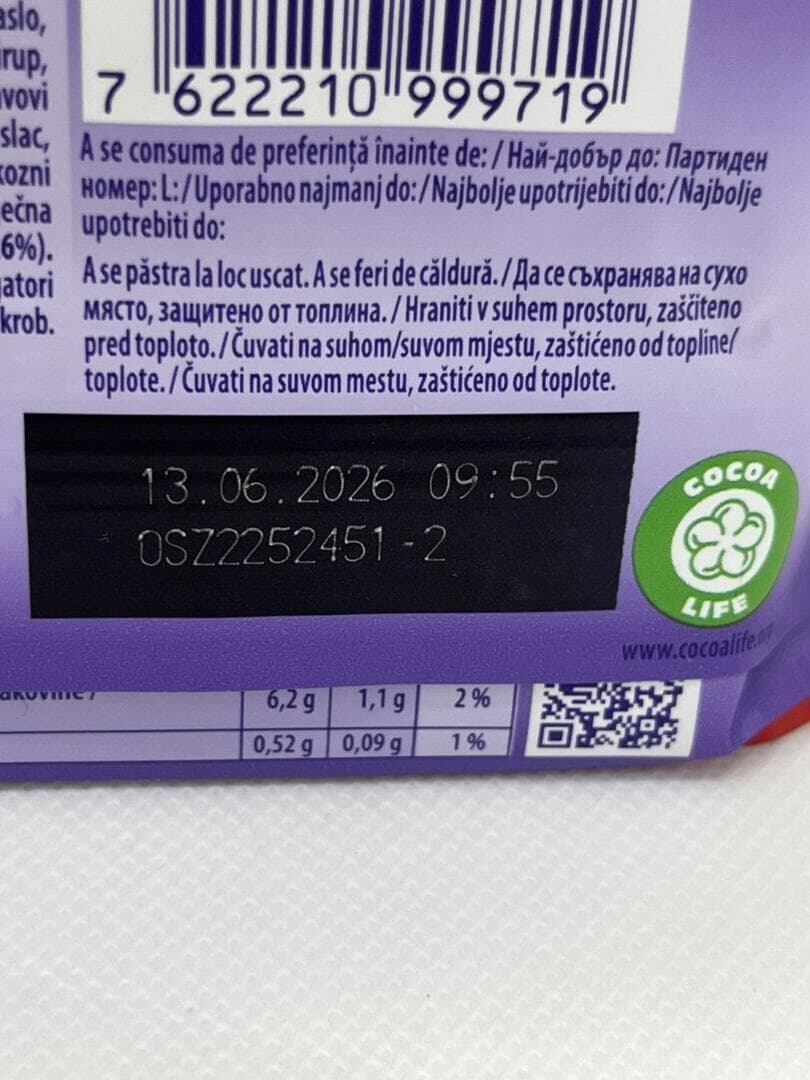 aslo,
rup,
vovi
slac,
kozni
ečna
6%).
atori
krob.
7 622210 999719
A se consuma de preferință înainte de: / Най-добър до: Партиден
номер: L: / Uporabno najmanj do: / Najbolje upotrijebiti do: / Najbolje
upotrebiti do:
A se păstra la loc uscat. A se feri de căldură. / Да се съхранява на сухо
място, защитено от топлина. / Hraniti v suhem prostoru, zaščiteno
pred toploto. / Čuvati na suhom/suvom mjestu, zaštićeno od topline/
toplote. / Čuvati na suvom mestu, zaštićeno od toplote.
13.06.2026 09:55
OSZ2252451-2
COCOA
LIFE
www.cocoalife.org
6,2 g 1,1 g 2 %
0,52 g 0,09 g 1 %